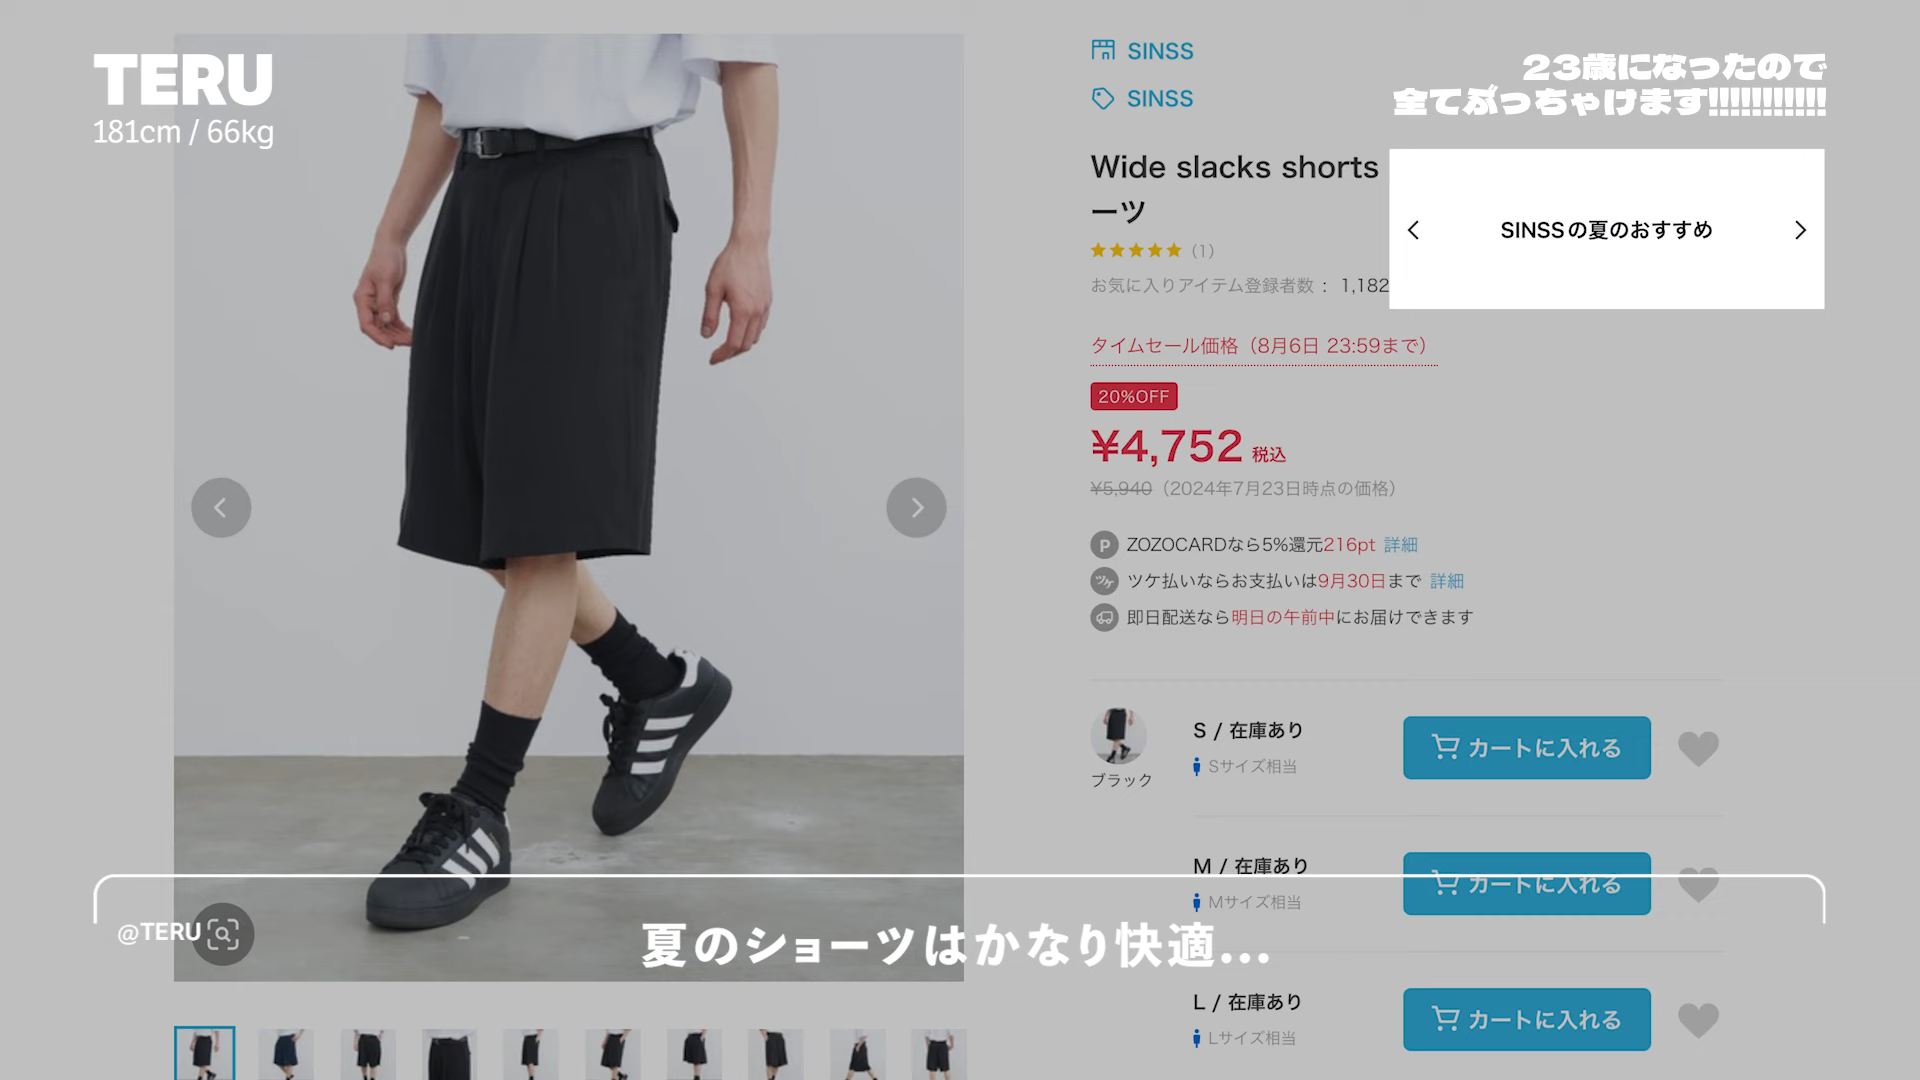 TERU
181cm / 66kg
23歳になったので
全てぶっちゃけます!!!!!!!!!!!!
SINSS
SINSS
Wide slacks shorts
ーツ
(1)
お気に入りアイテム登録者数 : 1,182
SINSSの夏のおすすめ
タイムセール価格（8月6日 23:59まで）
20%OFF
¥4,752 税込
¥5,940（2024年7月23日時点の価格）
P ZOZOCARDなら5%還元216pt 詳細
ツケ ツケ払いならお支払いは9月30日まで 詳細
即日配送なら明日の午前中にお届けできます
ブラック
S / 在庫あり
Sサイズ相当
カートに入れる
M / 在庫あり
Mサイズ相当
カートに入れる
@TERU
夏のショーツはかなり快適...
L / 在庫あり
Lサイズ相当
カートに入れる